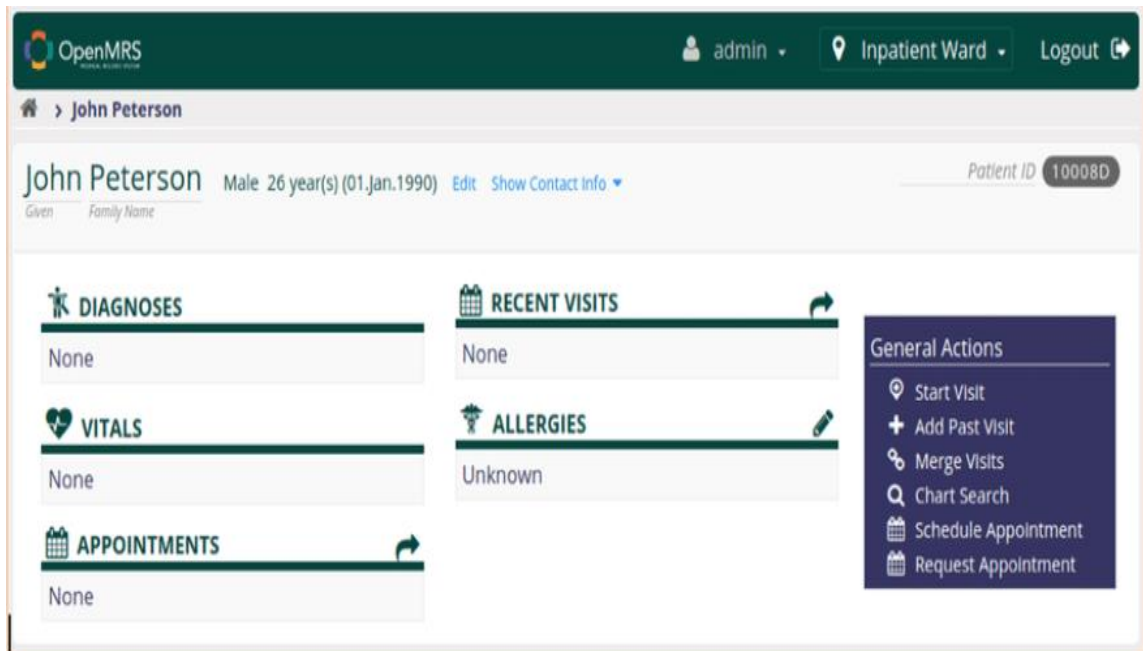 OpenMRS
admin
Inpatient Ward
Logout
John Peterson
John Peterson Male 26 year(s) (01.Jan.1990) Edit Show Contact Info
Given Family Name
Patient ID 10008D
DIAGNOSES
None
VITALS
None
APPOINTMENTS
None
RECENT VISITS
None
ALLERGIES
Unknown
General Actions
Start Visit
Add Past Visit
Merge Visits
Chart Search
Schedule Appointment
Request Appointment